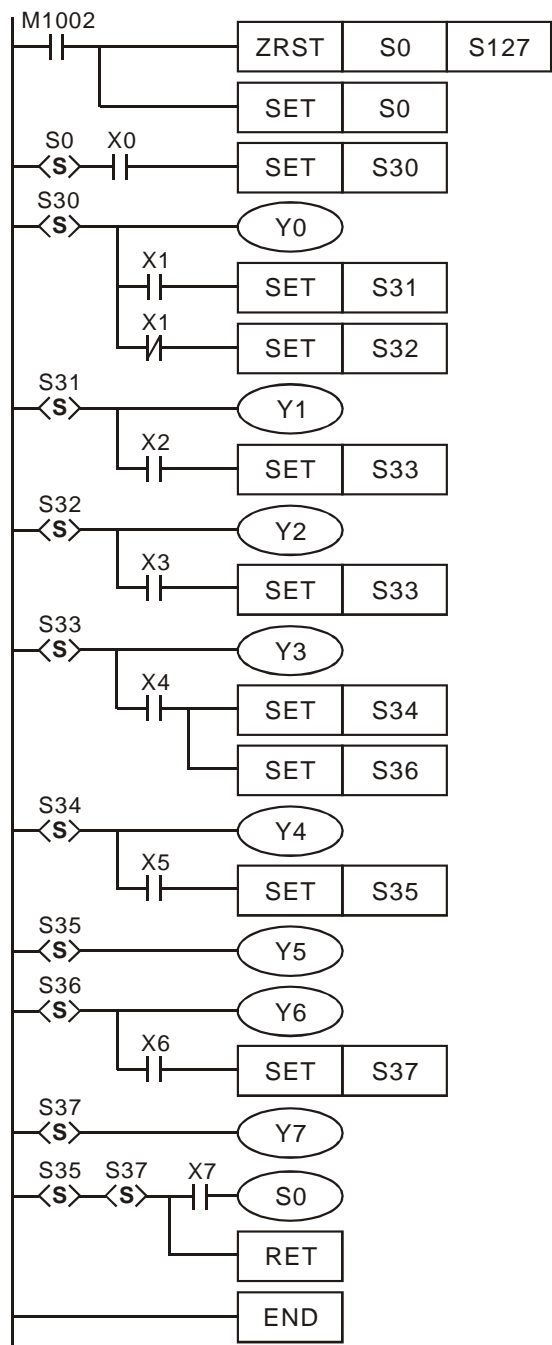 M1002
ZRST S0 S127
SET S0
S0 X0
S SET S30
S30
S Y0
X1
SET S31
X1
SET S32
S31
S Y1
X2
SET S33
S32
S Y2
X3
SET S33
S33
S Y3
X4
SET S34
SET S36
S34
S Y4
X5
SET S35
S35
S Y5
S36
S Y6
X6
SET S37
S37
S Y7
S35 S37 X7
S S S0
RET
END